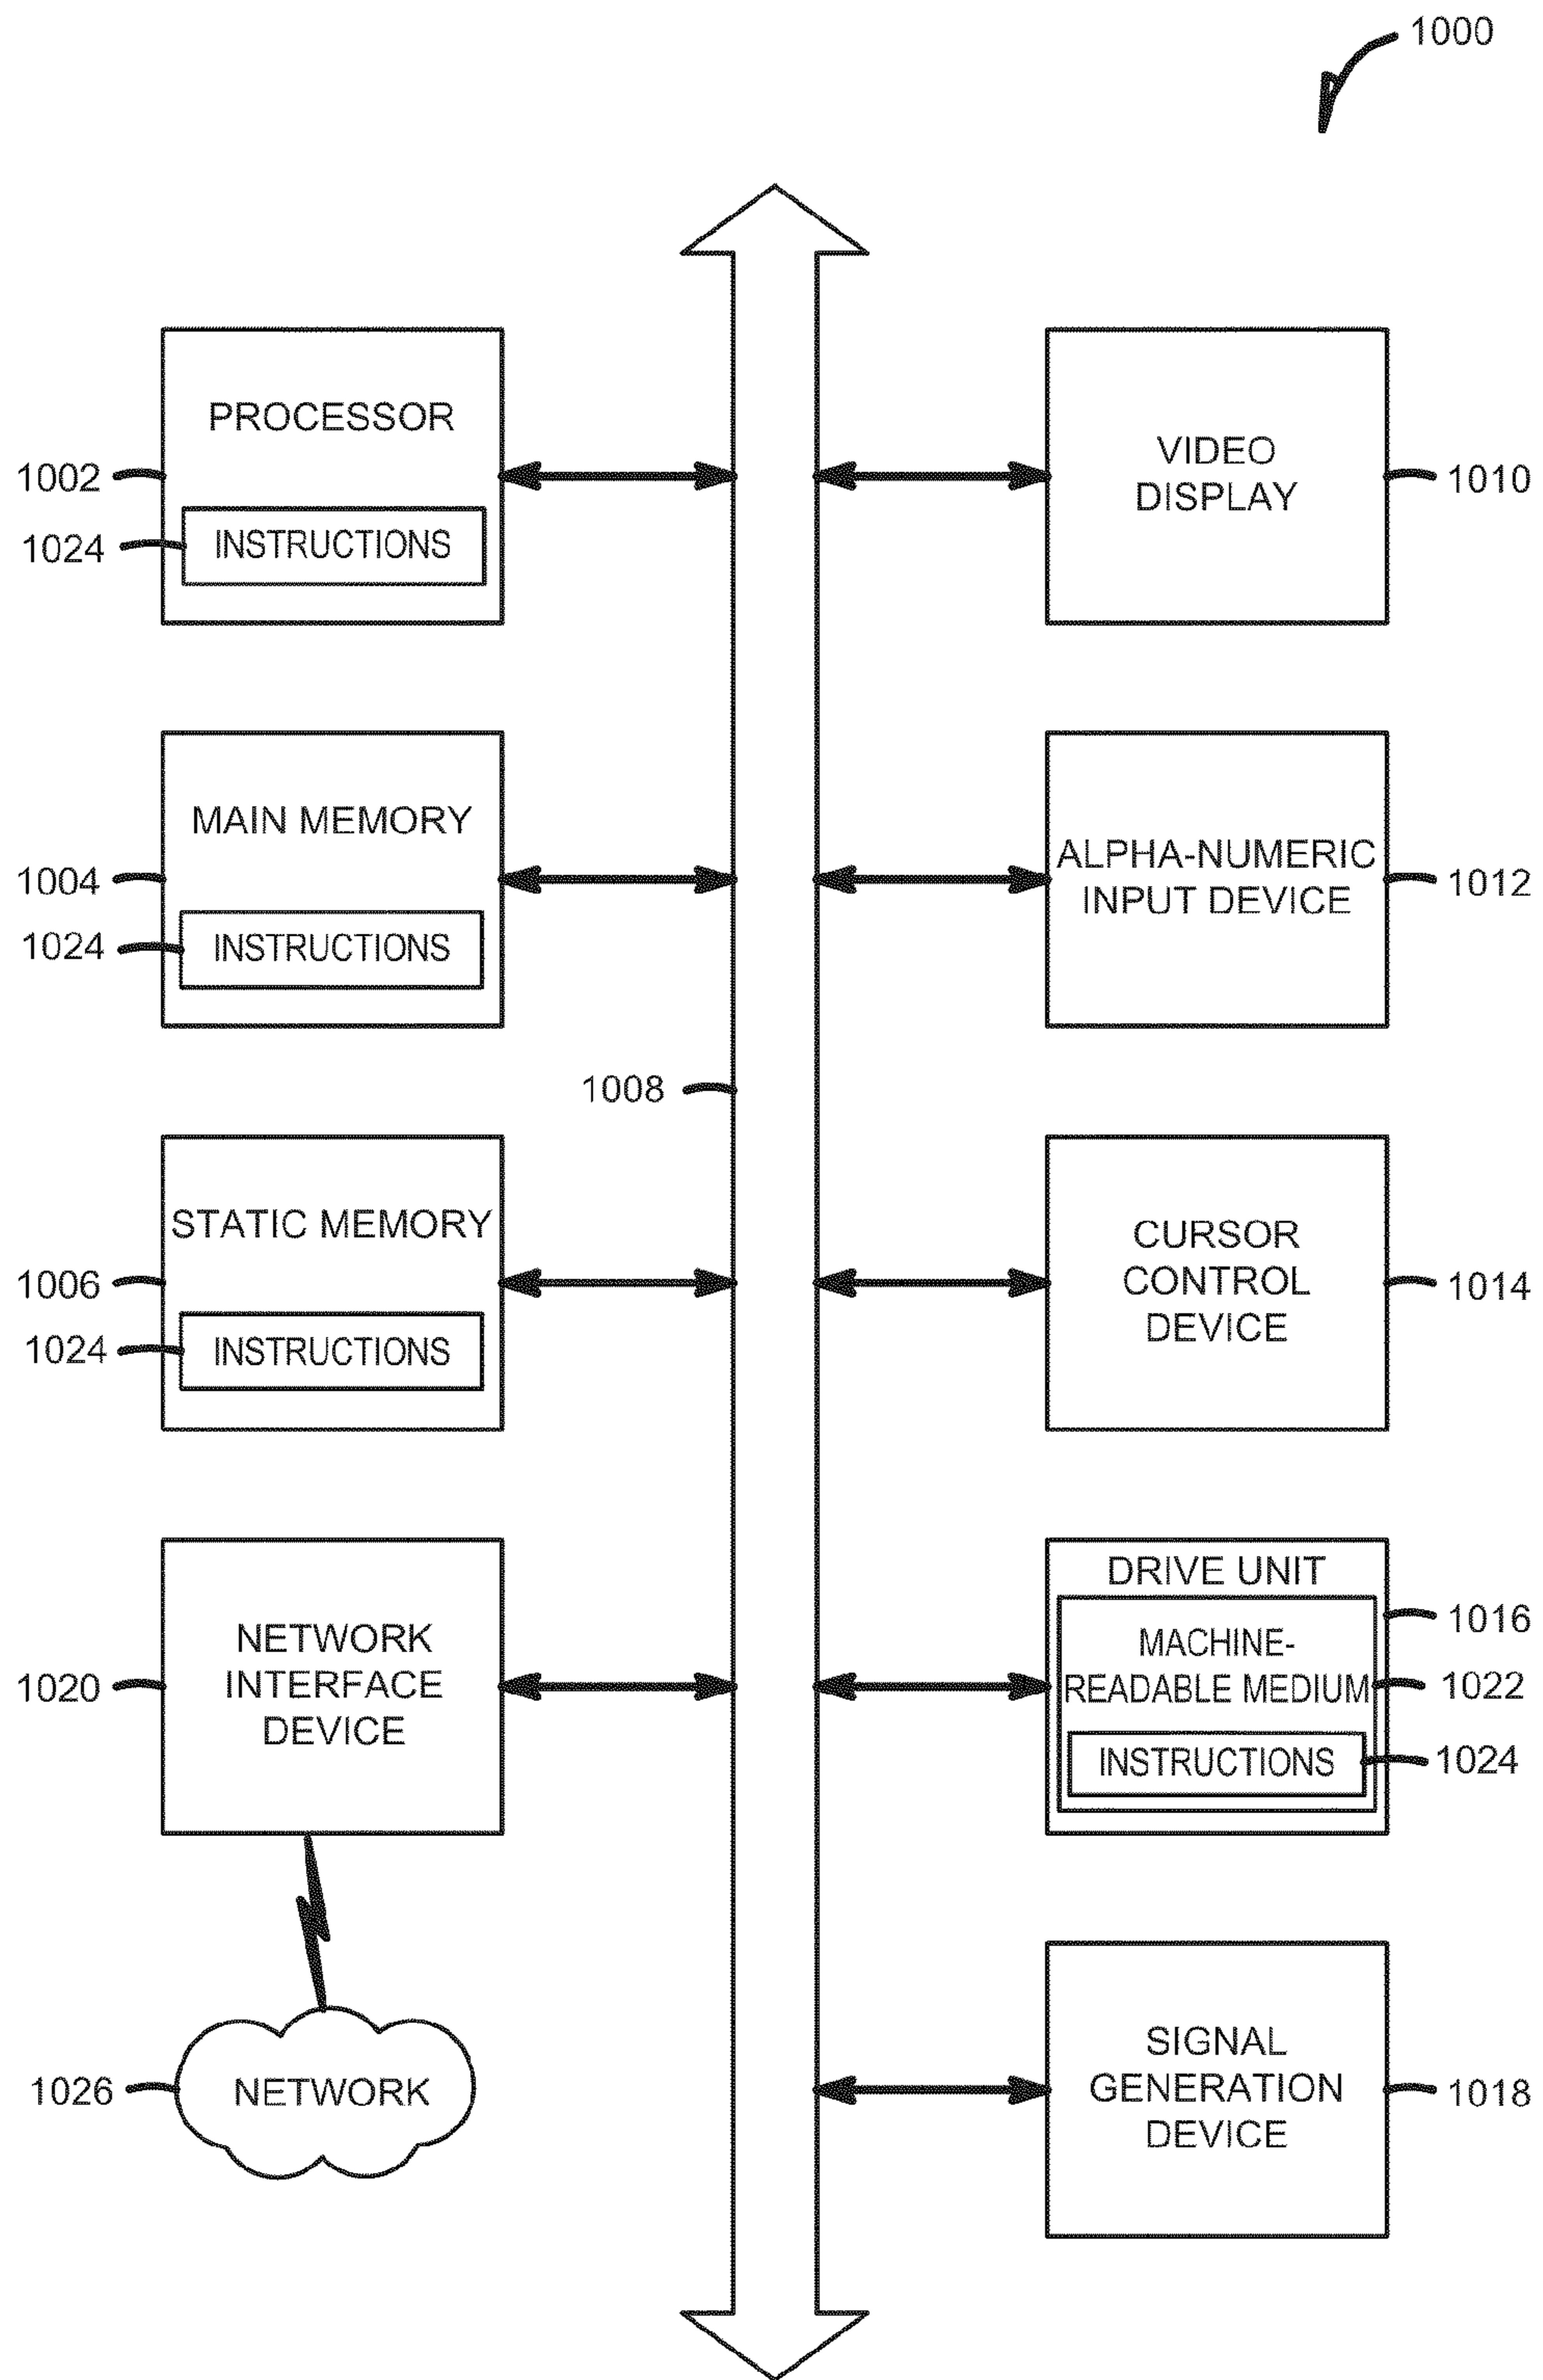 1000
PROCESSOR
1002
1024
INSTRUCTIONS
VIDEO
DISPLAY
1010
MAIN MEMORY
1004
1024
INSTRUCTIONS
ALPHA-NUMERIC
INPUT DEVICE
1012
1008
STATIC MEMORY
1006
1024
INSTRUCTIONS
CURSOR
CONTROL
DEVICE
1014
NETWORK
INTERFACE
DEVICE
1020
DRIVE UNIT
1016
MACHINE-
READABLE MEDIUM
1022
INSTRUCTIONS
1024
1026
NETWORK
SIGNAL
GENERATION
DEVICE
1018